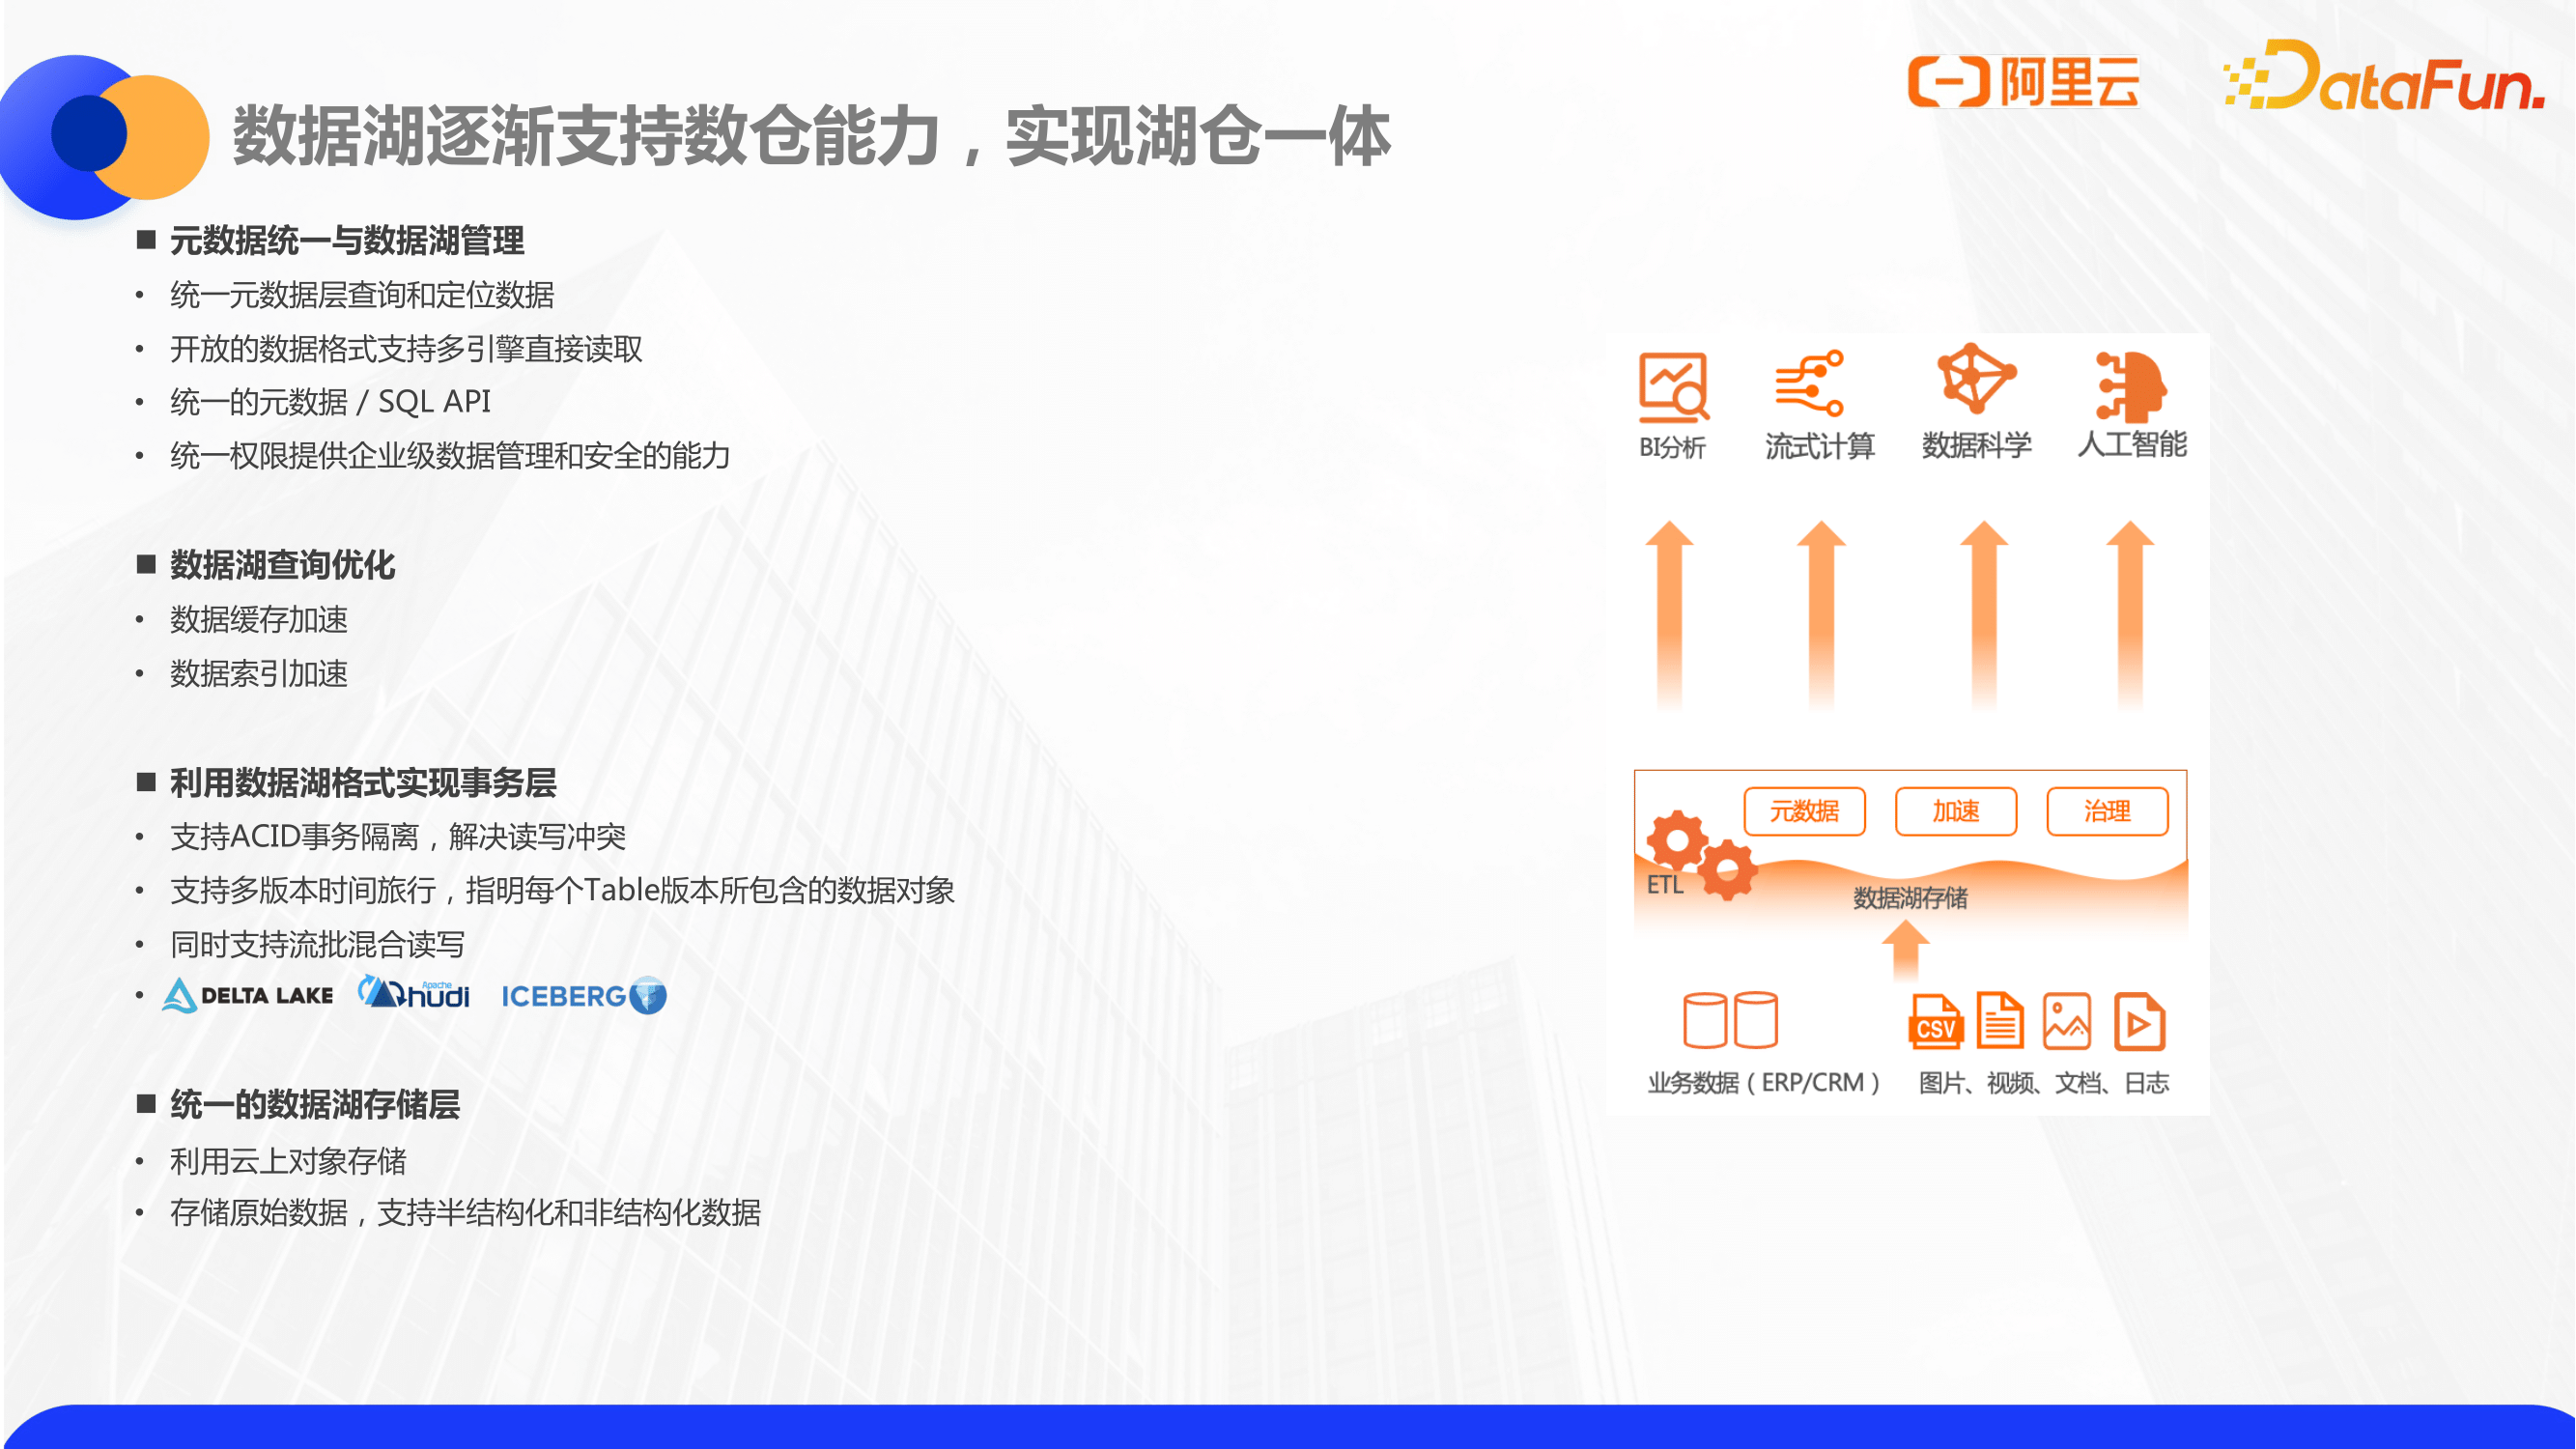 阿里云
DataFun.
数据湖逐渐支持数仓能力，实现湖仓一体
■ 元数据统一与数据湖管理
• 统一元数据层查询和定位数据
• 开放的数据格式支持多引擎直接读取
• 统一的元数据 / SQL API
• 统一权限提供企业级数据管理和安全的能力
■ 数据湖查询优化
• 数据缓存加速
• 数据索引加速
■ 利用数据湖格式实现事务层
• 支持ACID事务隔离，解决读写冲突
• 支持多版本时间旅行，指明每个Table版本所包含的数据对象
• 同时支持流批混合读写
• DELTA LAKE Apache hudi ICEBERG
■ 统一的数据湖存储层
• 利用云上对象存储
• 存储原始数据，支持半结构化和非结构化数据
BI分析 流式计算 数据科学 人工智能
元数据 加速 治理
ETL
数据湖存储
CSV
业务数据（ERP/CRM） 图片、视频、文档、日志